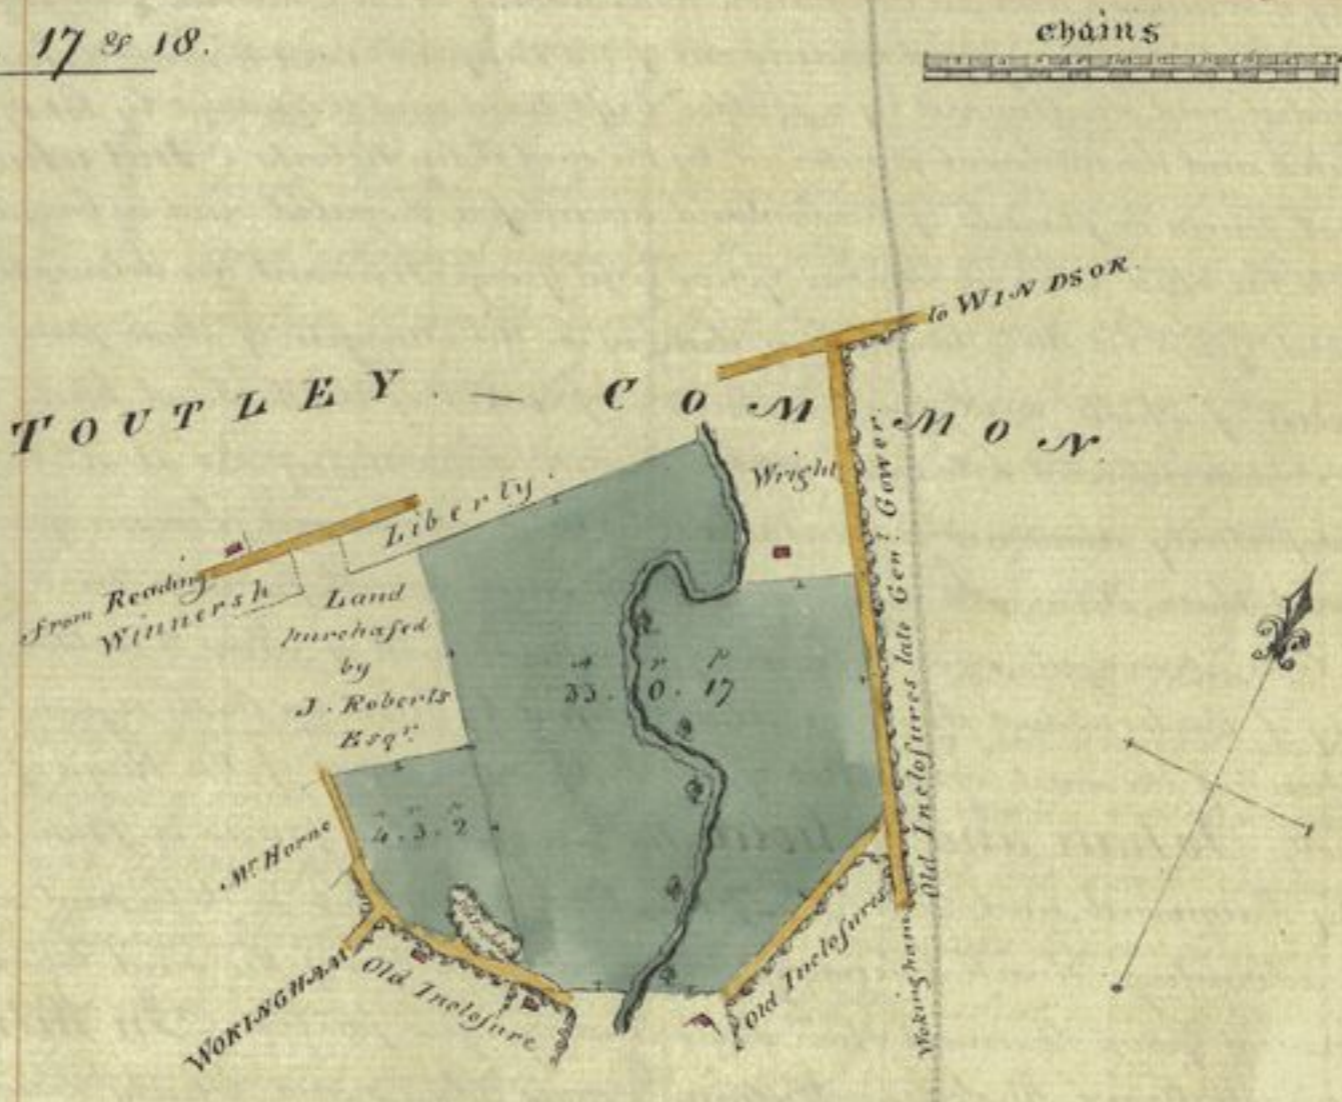 17 & 18.
chains
to WINDSOR.
TOUTLEY - COMMON.
Wright
Liberty.
from Reading
Winnersh
Land
purchaſed
by
J. Roberts
Esqr.
a r p
33. 0. 17
4. 3. 2
Mr. Horne
WOKINGHAM
Old Incloſure
Old Incloſures
Old Incloſures late Genl. Gower.
Wokingham